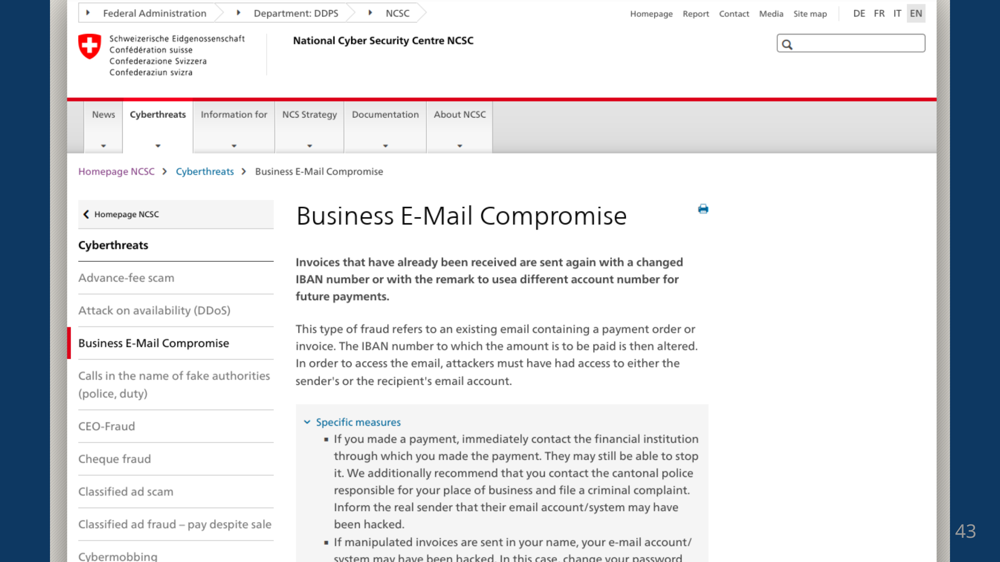 Federal Administration Department: DDPS NCSC
Homepage Report Contact Media Site map DE FR IT EN
Schweizerische Eidgenossenschaft
Confédération suisse
Confederazione Svizzera
Confederaziun svizra
National Cyber Security Centre NCSC
News Cyberthreats Information for NCS Strategy Documentation About NCSC
Homepage NCSC Cyberthreats Business E-Mail Compromise
Homepage NCSC
Cyberthreats
Advance-fee scam
Attack on availability (DDoS)
Business E-Mail Compromise
Calls in the name of fake authorities
(police, duty)
CEO-Fraud
Cheque fraud
Classified ad scam
Classified ad fraud – pay despite sale
Cybermobbing
Business E-Mail Compromise
Invoices that have already been received are sent again with a changed
IBAN number or with the remark to usea different account number for
future payments.
This type of fraud refers to an existing email containing a payment order or
invoice. The IBAN number to which the amount is to be paid is then altered.
In order to access the email, attackers must have had access to either the
sender's or the recipient's email account.
Specific measures
▪ If you made a payment, immediately contact the financial institution
through which you made the payment. They may still be able to stop
it. We additionally recommend that you contact the cantonal police
responsible for your place of business and file a criminal complaint.
Inform the real sender that their email account/system may have
been hacked.
▪ If manipulated invoices are sent in your name, your e-mail account/
system may have been hacked. In this case, change your password
43